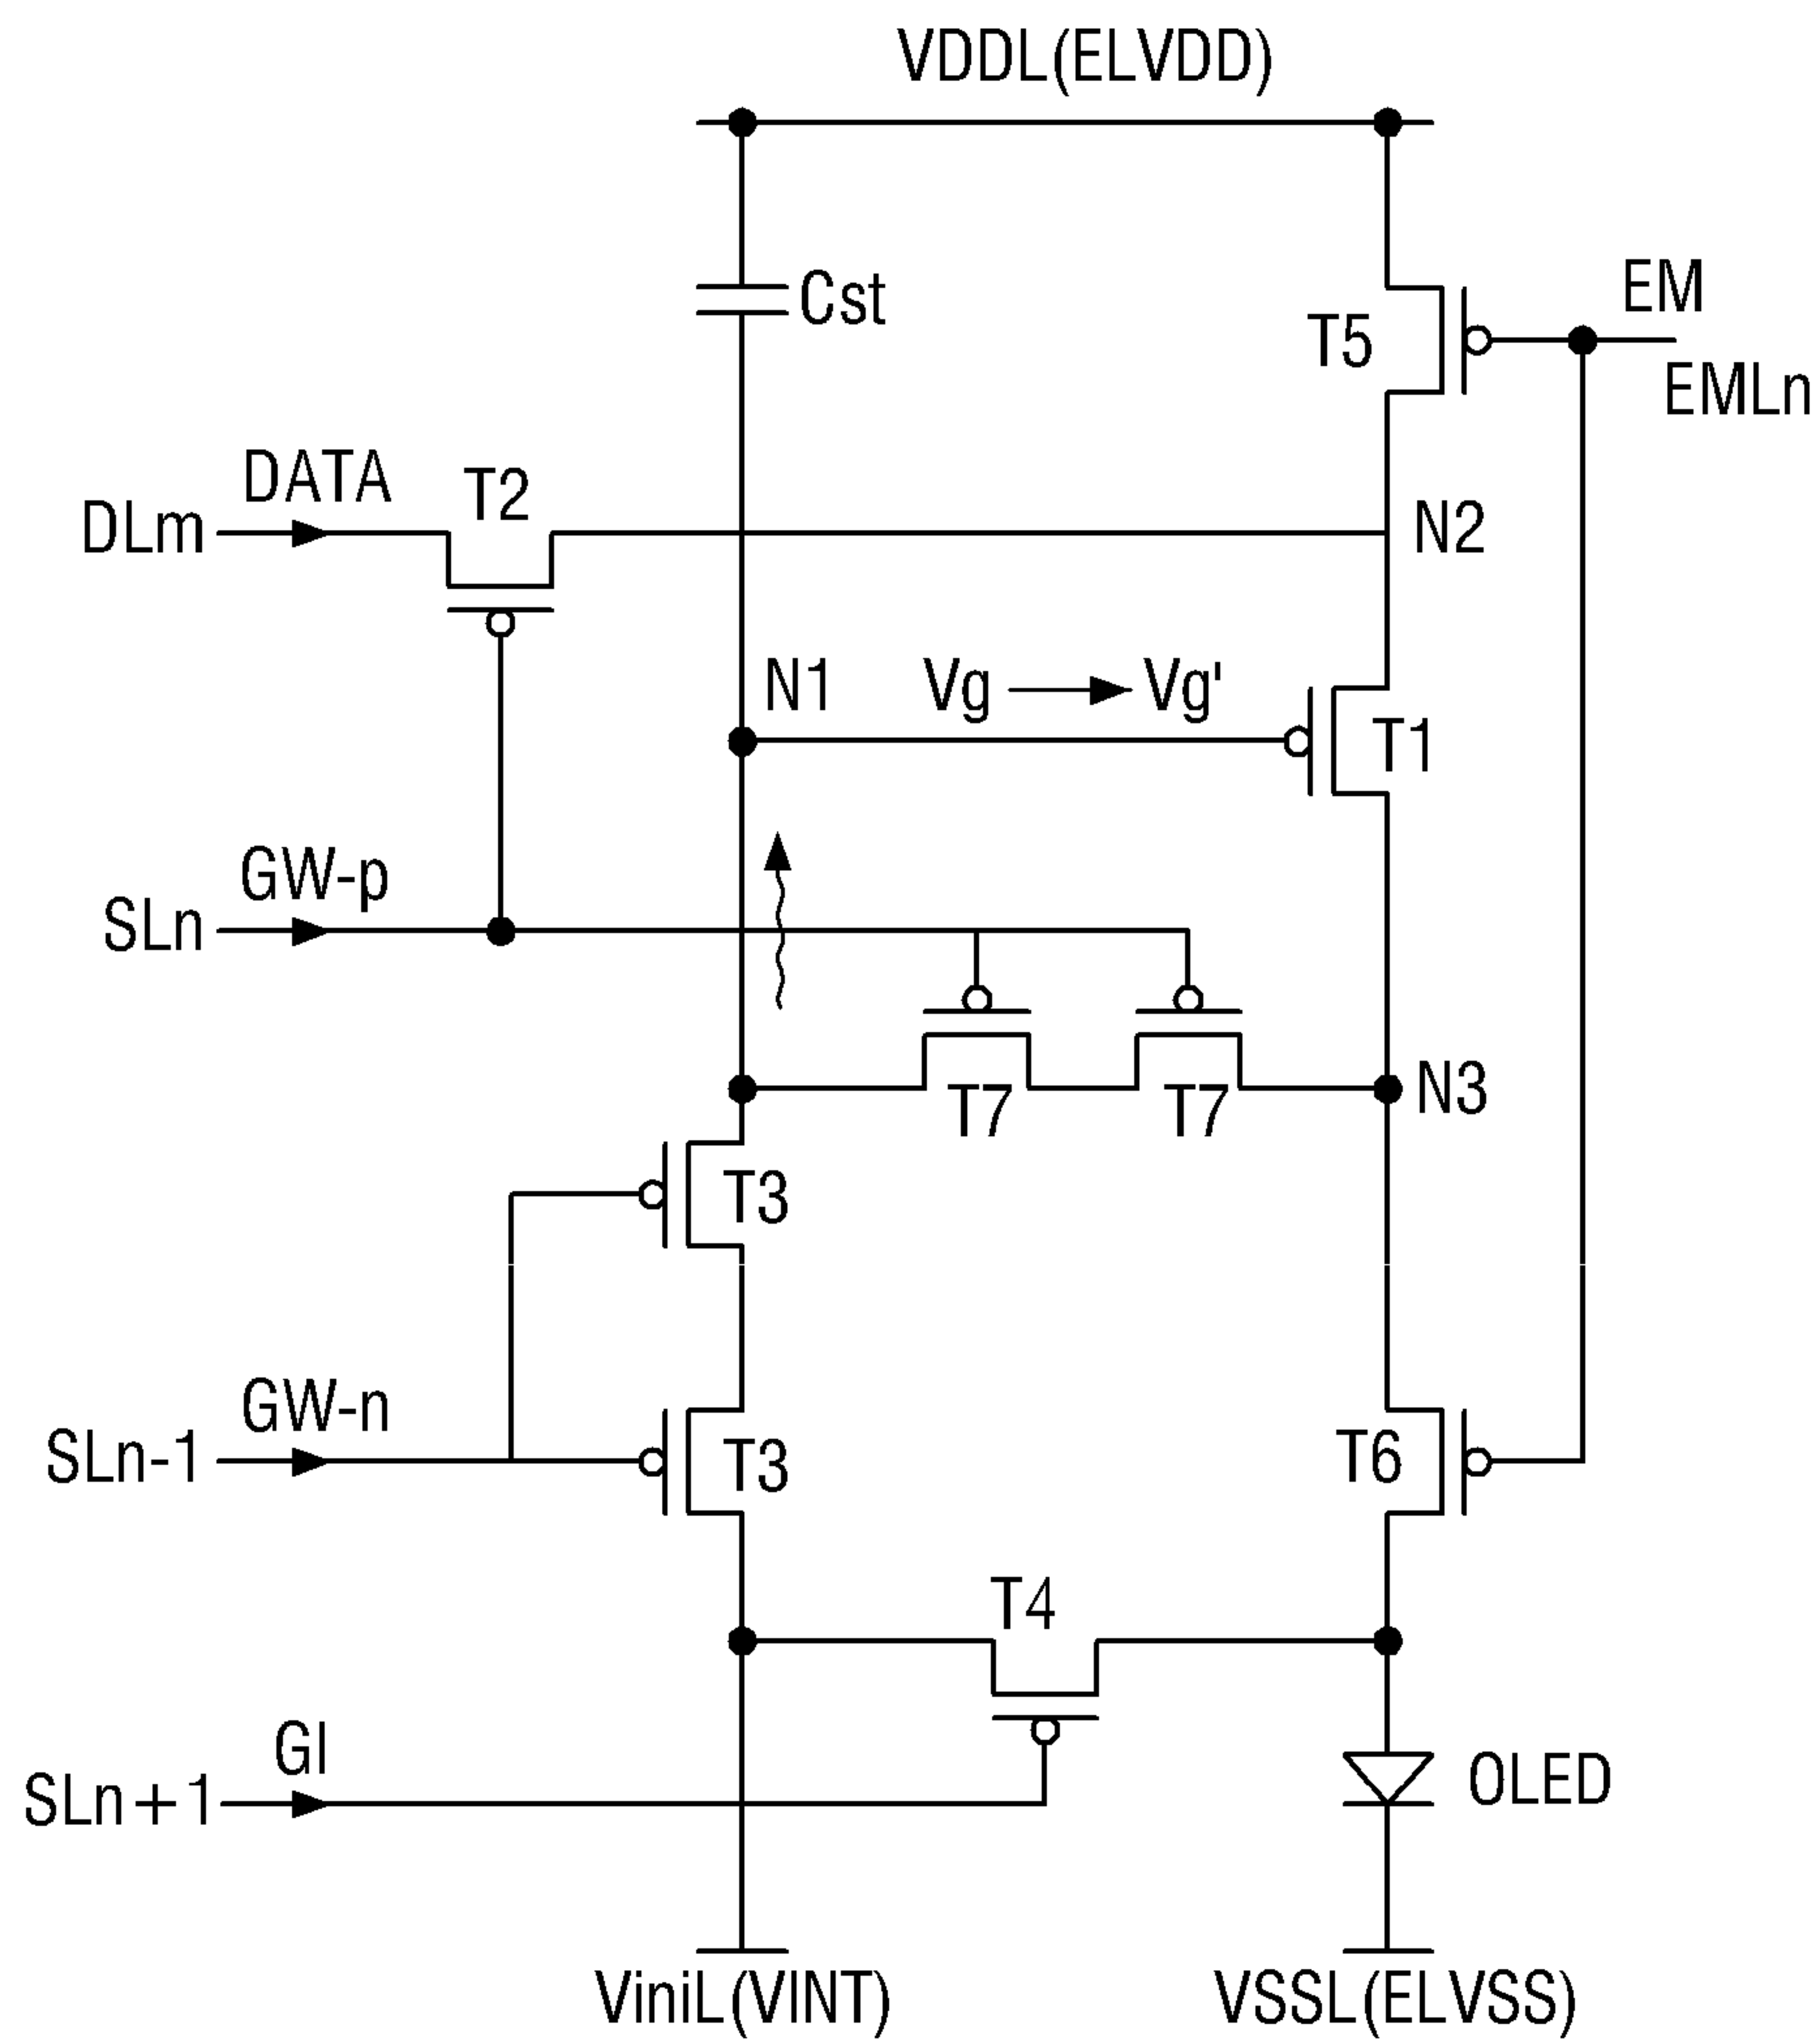 VDDL(ELVDD)
Cst
T5
EM
EMLn
DATA
DLm
T2
N2
N1
Vg
Vg'
T1
GW-p
SLn
T7
T7
N3
T3
GW-n
SLn-1
T3
T6
T4
GI
SLn+1
OLED
ViniL(VINT)
VSSL(ELVSS)